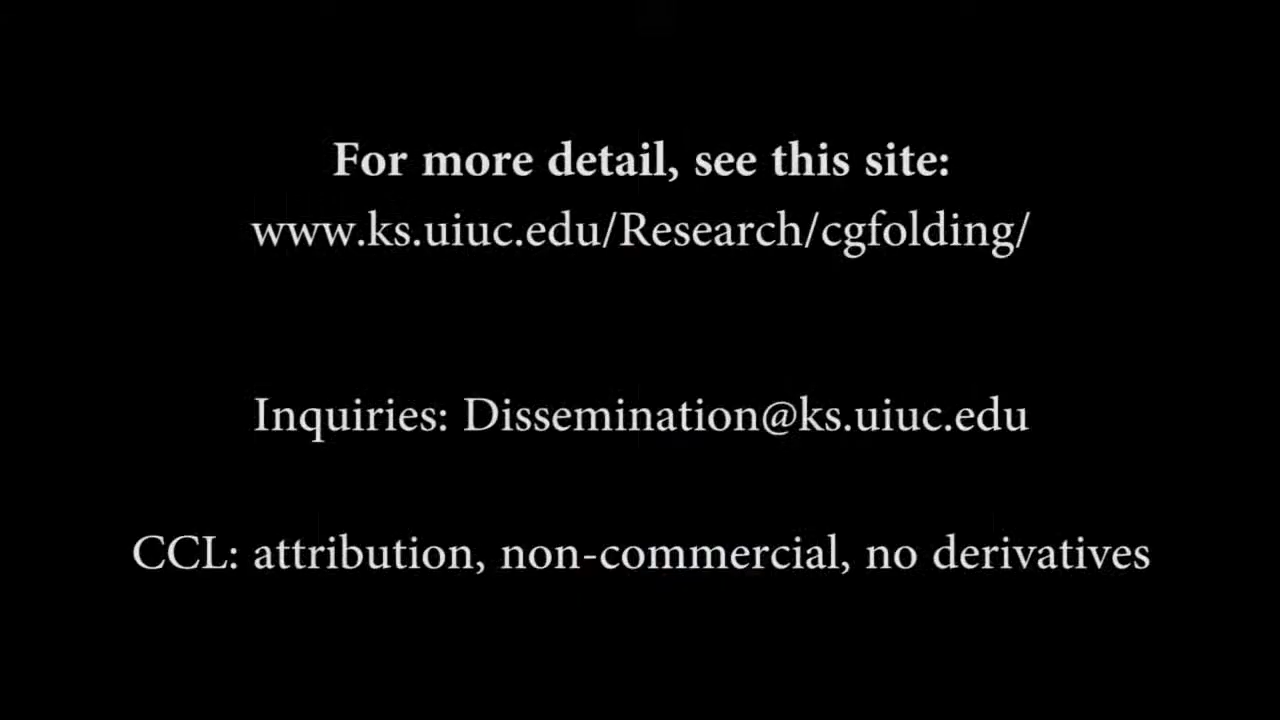 For more detail, see this site:
www.ks.uiuc.edu/Research/cgfolding/
Inquiries: Dissemination@ks.uiuc.edu
CCL: attribution, non-commercial, no derivatives